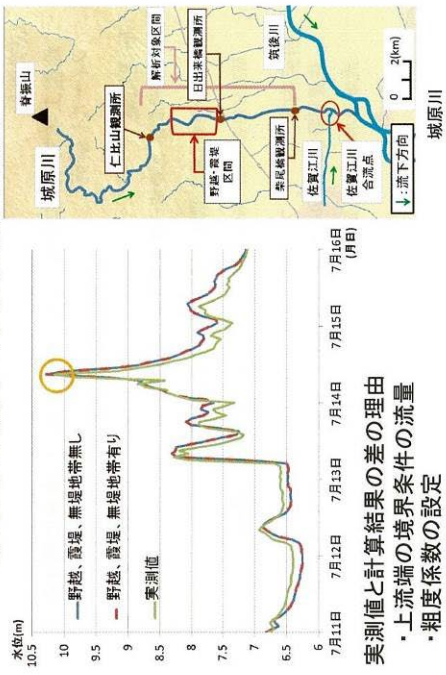 水位(m)
10.5
10
9.5
9
8.5
8
7.5
7
6.5
6
野越、霞堤、無堤地帯無し
野越、霞堤、無堤地帯有り
実測値
7月11日
7月12日
7月13日
7月14日
7月15日
7月16日
(月日)
実測値と計算結果の差の理由
・上流端の境界条件の流量
・粗度係数の設定
脊振山
城原川
仁比山観測所
解析対象区間
野越・霞堤
区間
日出来橋観測所
柴尾橋観測所
佐賀江川
佐賀江川
合流点
筑後川
0 2(km)
↓:流下方向
城原川